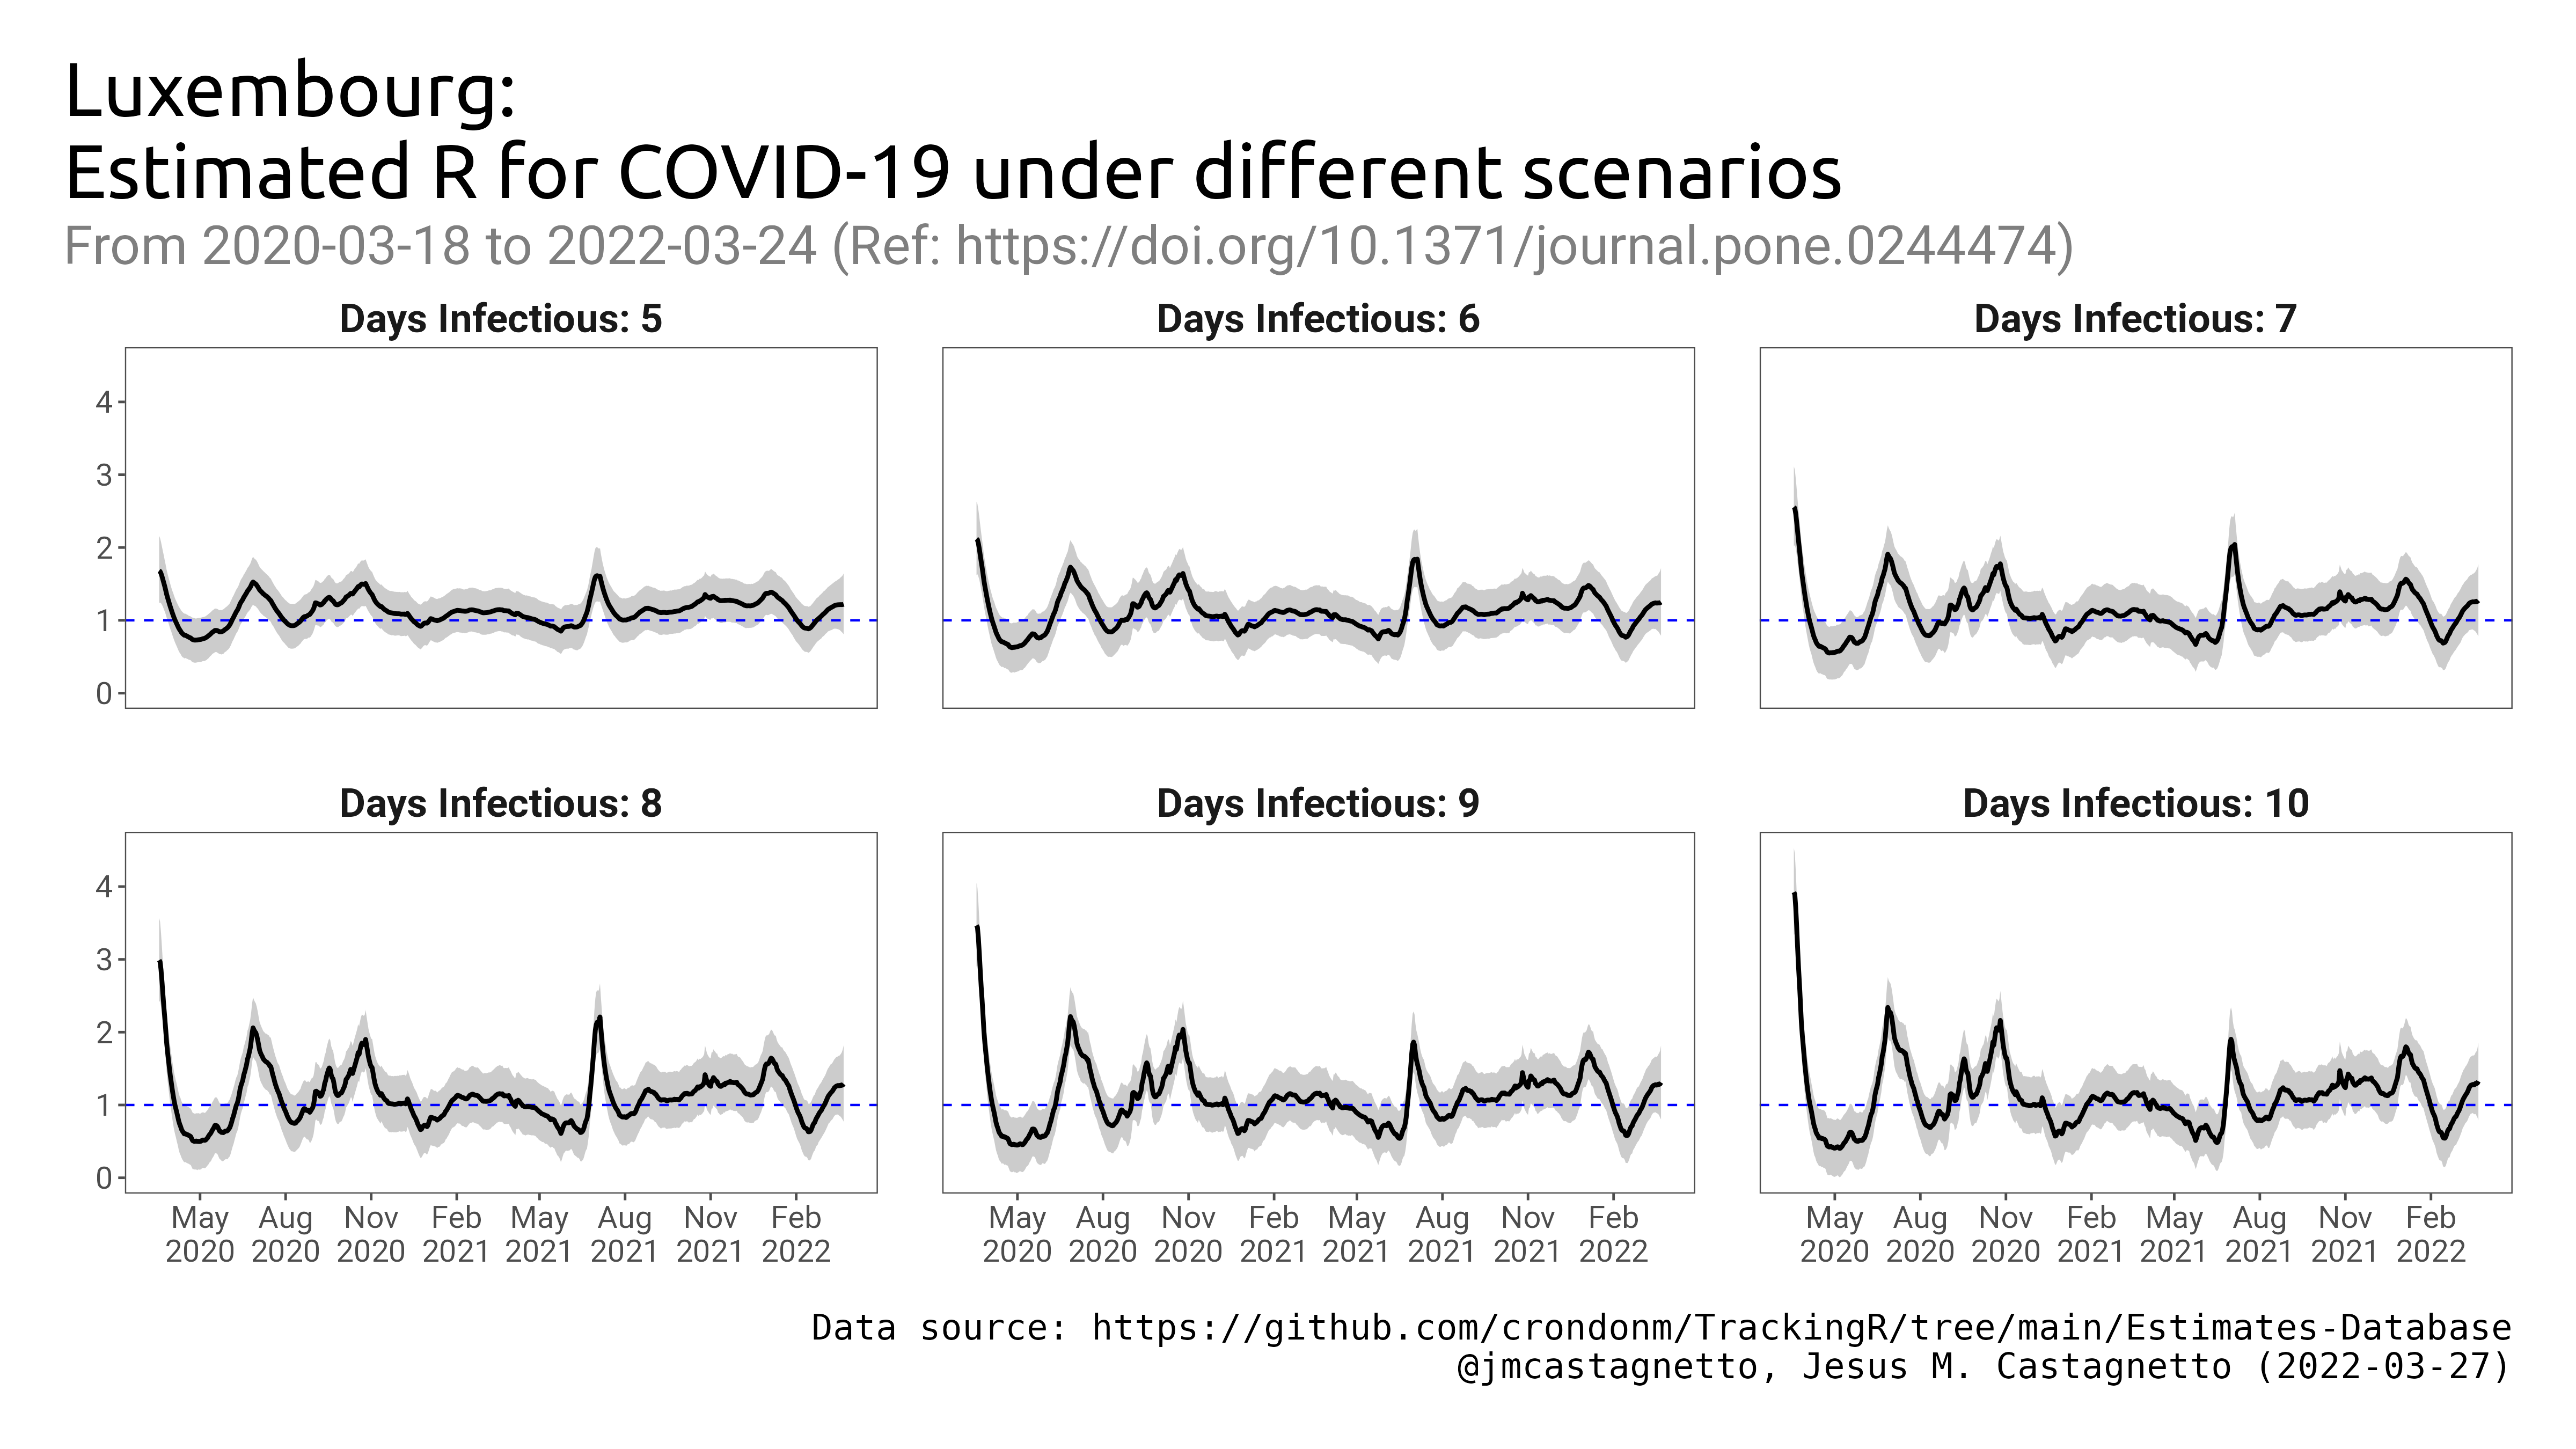 Luxembourg:
Estimated R for COVID-19 under different scenarios
From 2020-03-18 to 2022-03-24 (Ref: https://doi.org/10.1371/journal.pone.0244474)
Days Infectious: 5
Days Infectious: 6
Days Infectious: 7
4
3
2
1
0
Days Infectious: 8
Days Infectious: 9
Days Infectious: 10
4
3
2
1
0
May Aug Nov Feb May Aug Nov Feb
2020 2020 2020 2021 2021 2021 2021 2022
May Aug Nov Feb May Aug Nov Feb
2020 2020 2020 2021 2021 2021 2021 2022
May Aug Nov Feb May Aug Nov Feb
2020 2020 2020 2021 2021 2021 2021 2022
Data source: https://github.com/crondonm/TrackingR/tree/main/Estimates-Database
@jmcastagnetto, Jesus M. Castagnetto (2022-03-27)